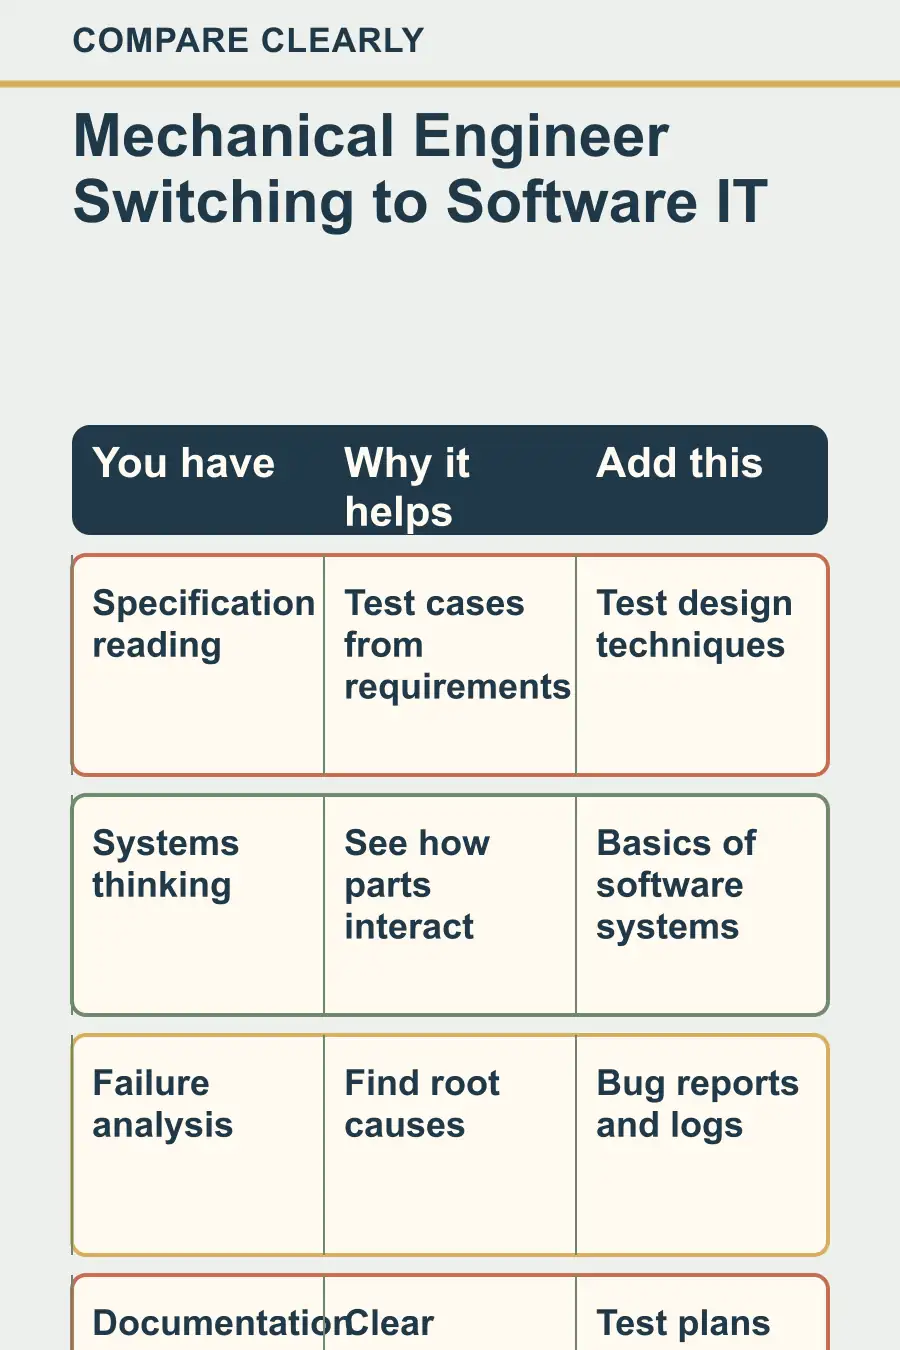 COMPARE CLEARLY
Mechanical Engineer
Switching to Software IT
You have
Why it
helps
Add this
Specification
reading
Test cases
from
requirements
Test design
techniques
Systems
thinking
See how
parts
interact
Basics of
software
systems
Failure
analysis
Find root
causes
Bug reports
and logs
Documentation
Clear
Test plans